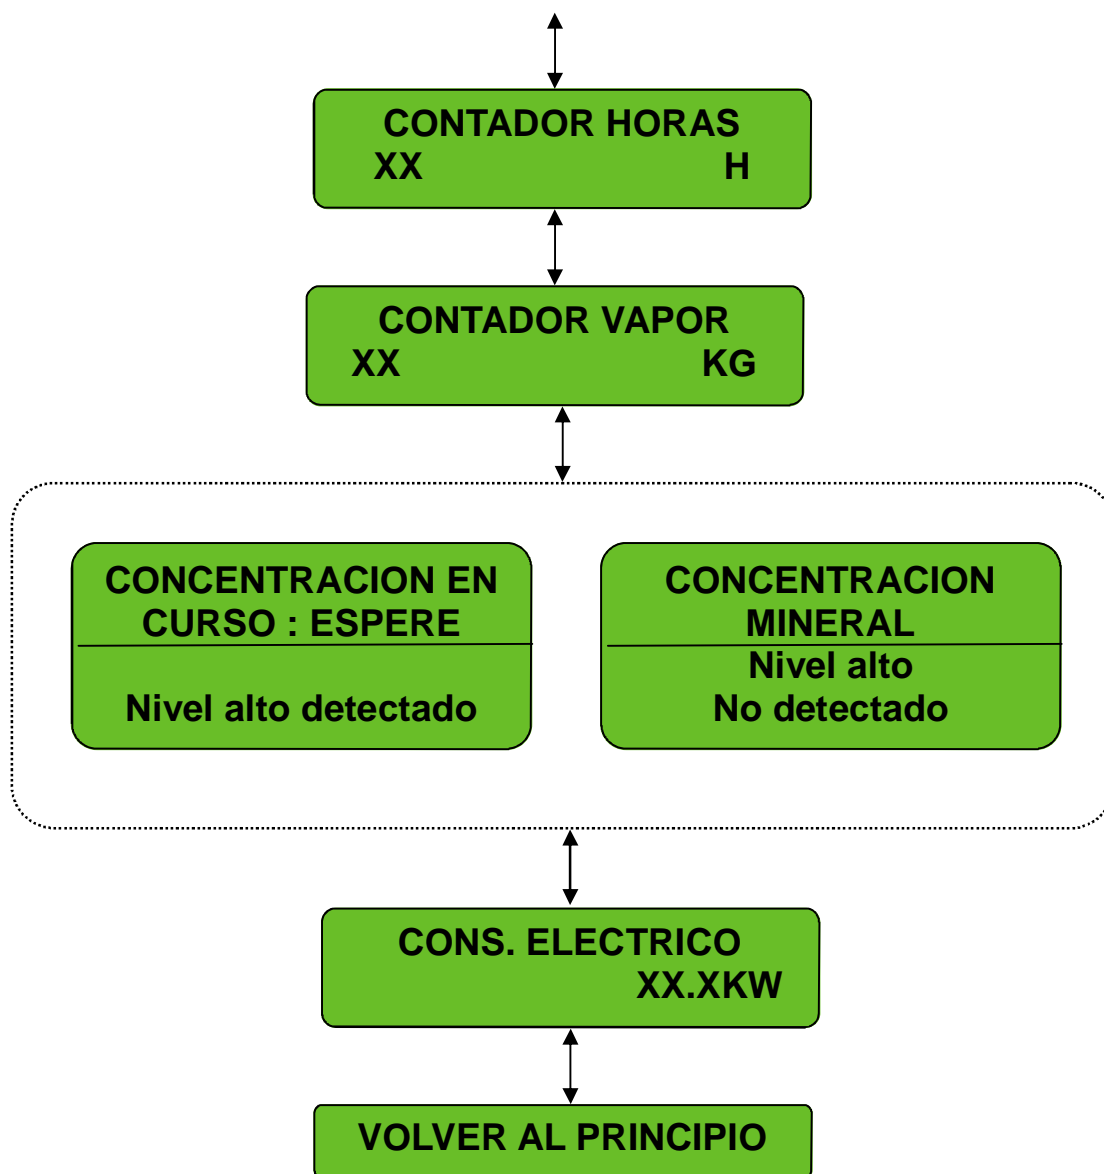 CONTADOR HORAS
XX H
CONTADOR VAPOR
XX KG
CONCENTRACION EN
CURSO : ESPERE
Nivel alto detectado
CONCENTRACION
MINERAL
Nivel alto
No detectado
CONS. ELECTRICO
XX.XKW
VOLVER AL PRINCIPIO